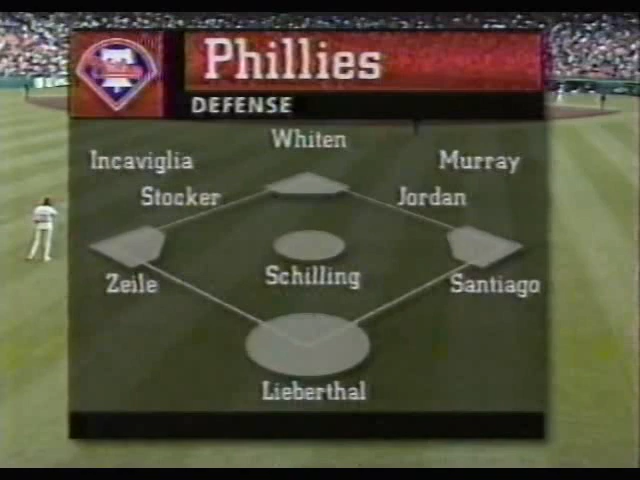 Phillies
DEFENSE
Whiten
Incaviglia Murray
Stocker Jordan
Zeile Schilling Santiago
Lieberthal